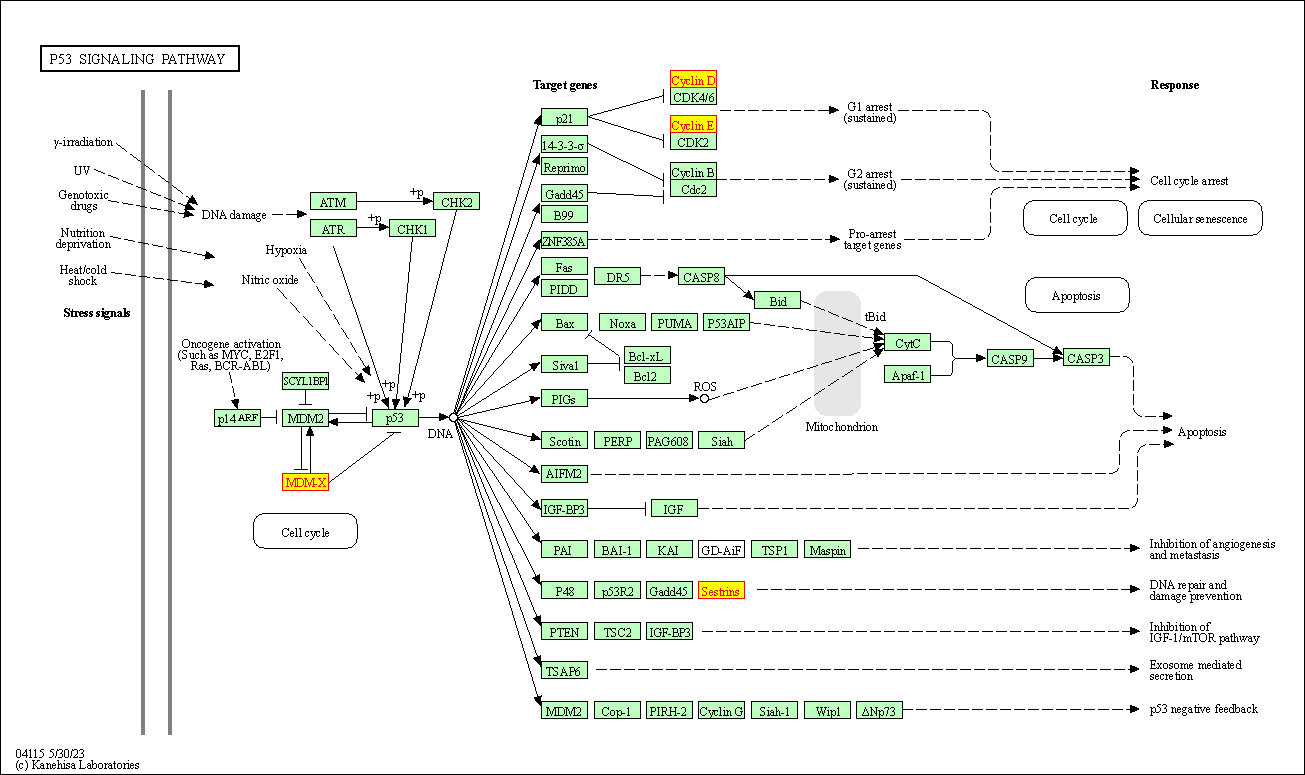 P53 SIGNALING PATHWAY
Target genes
Response
γ-irradiation
UV
Genotoxic
drugs
Nutrition
deprivation
Heat/cold
shock
Stress signals
DNA damage
ATM
+p
CHK2
ATR
+p
CHK1
Hypoxia
Nitric oxide
Oncogene activation
(Such as MYC, E2F1,
Ras, BCR-ABL)
SCYL1BP1
+p
+p
+p
p14 ARF
MDM2
p53
DNA
MDM-X
Cell cycle
p21
Cyclin D
CDK4/6
Cyclin E
CDK2
G1 arrest
(sustained)
14-3-3-σ
Reprimo
Cyclin B
Cdc2
G2 arrest
(sustained)
Cell cycle arrest
Gadd45
B99
Cell cycle
Cellular senescence
ZNF385A
Pro-arrest
target genes
Fas
PIDD
DR5
CASP8
Bid
tBid
Apoptosis
Bax
Noxa
PUMA
P53AIP
CytC
Siva1
Bcl-xL
Bcl2
Apaf-1
CASP9
CASP3
PIGs
ROS
Mitochondrion
Scotin
PERP
PAG608
Siah
Apoptosis
AIFM2
IGF-BP3
IGF
PAI
BAI-1
KAI
GD-AiF
TSP1
Maspin
Inhibition of angiogenesis
and metastasis
P48
p53R2
Gadd45
Sestrins
DNA repair and
damage prevention
PTEN
TSC2
IGF-BP3
Inhibition of
IGF-1/mTOR pathway
TSAP6
Exosome mediated
secretion
MDM2
Cop-1
PIRH-2
Cyclin G
Siah-1
Wip1
ΔNp73
p53 negative feedback
04115 5/30/23
(c) Kanehisa Laboratories